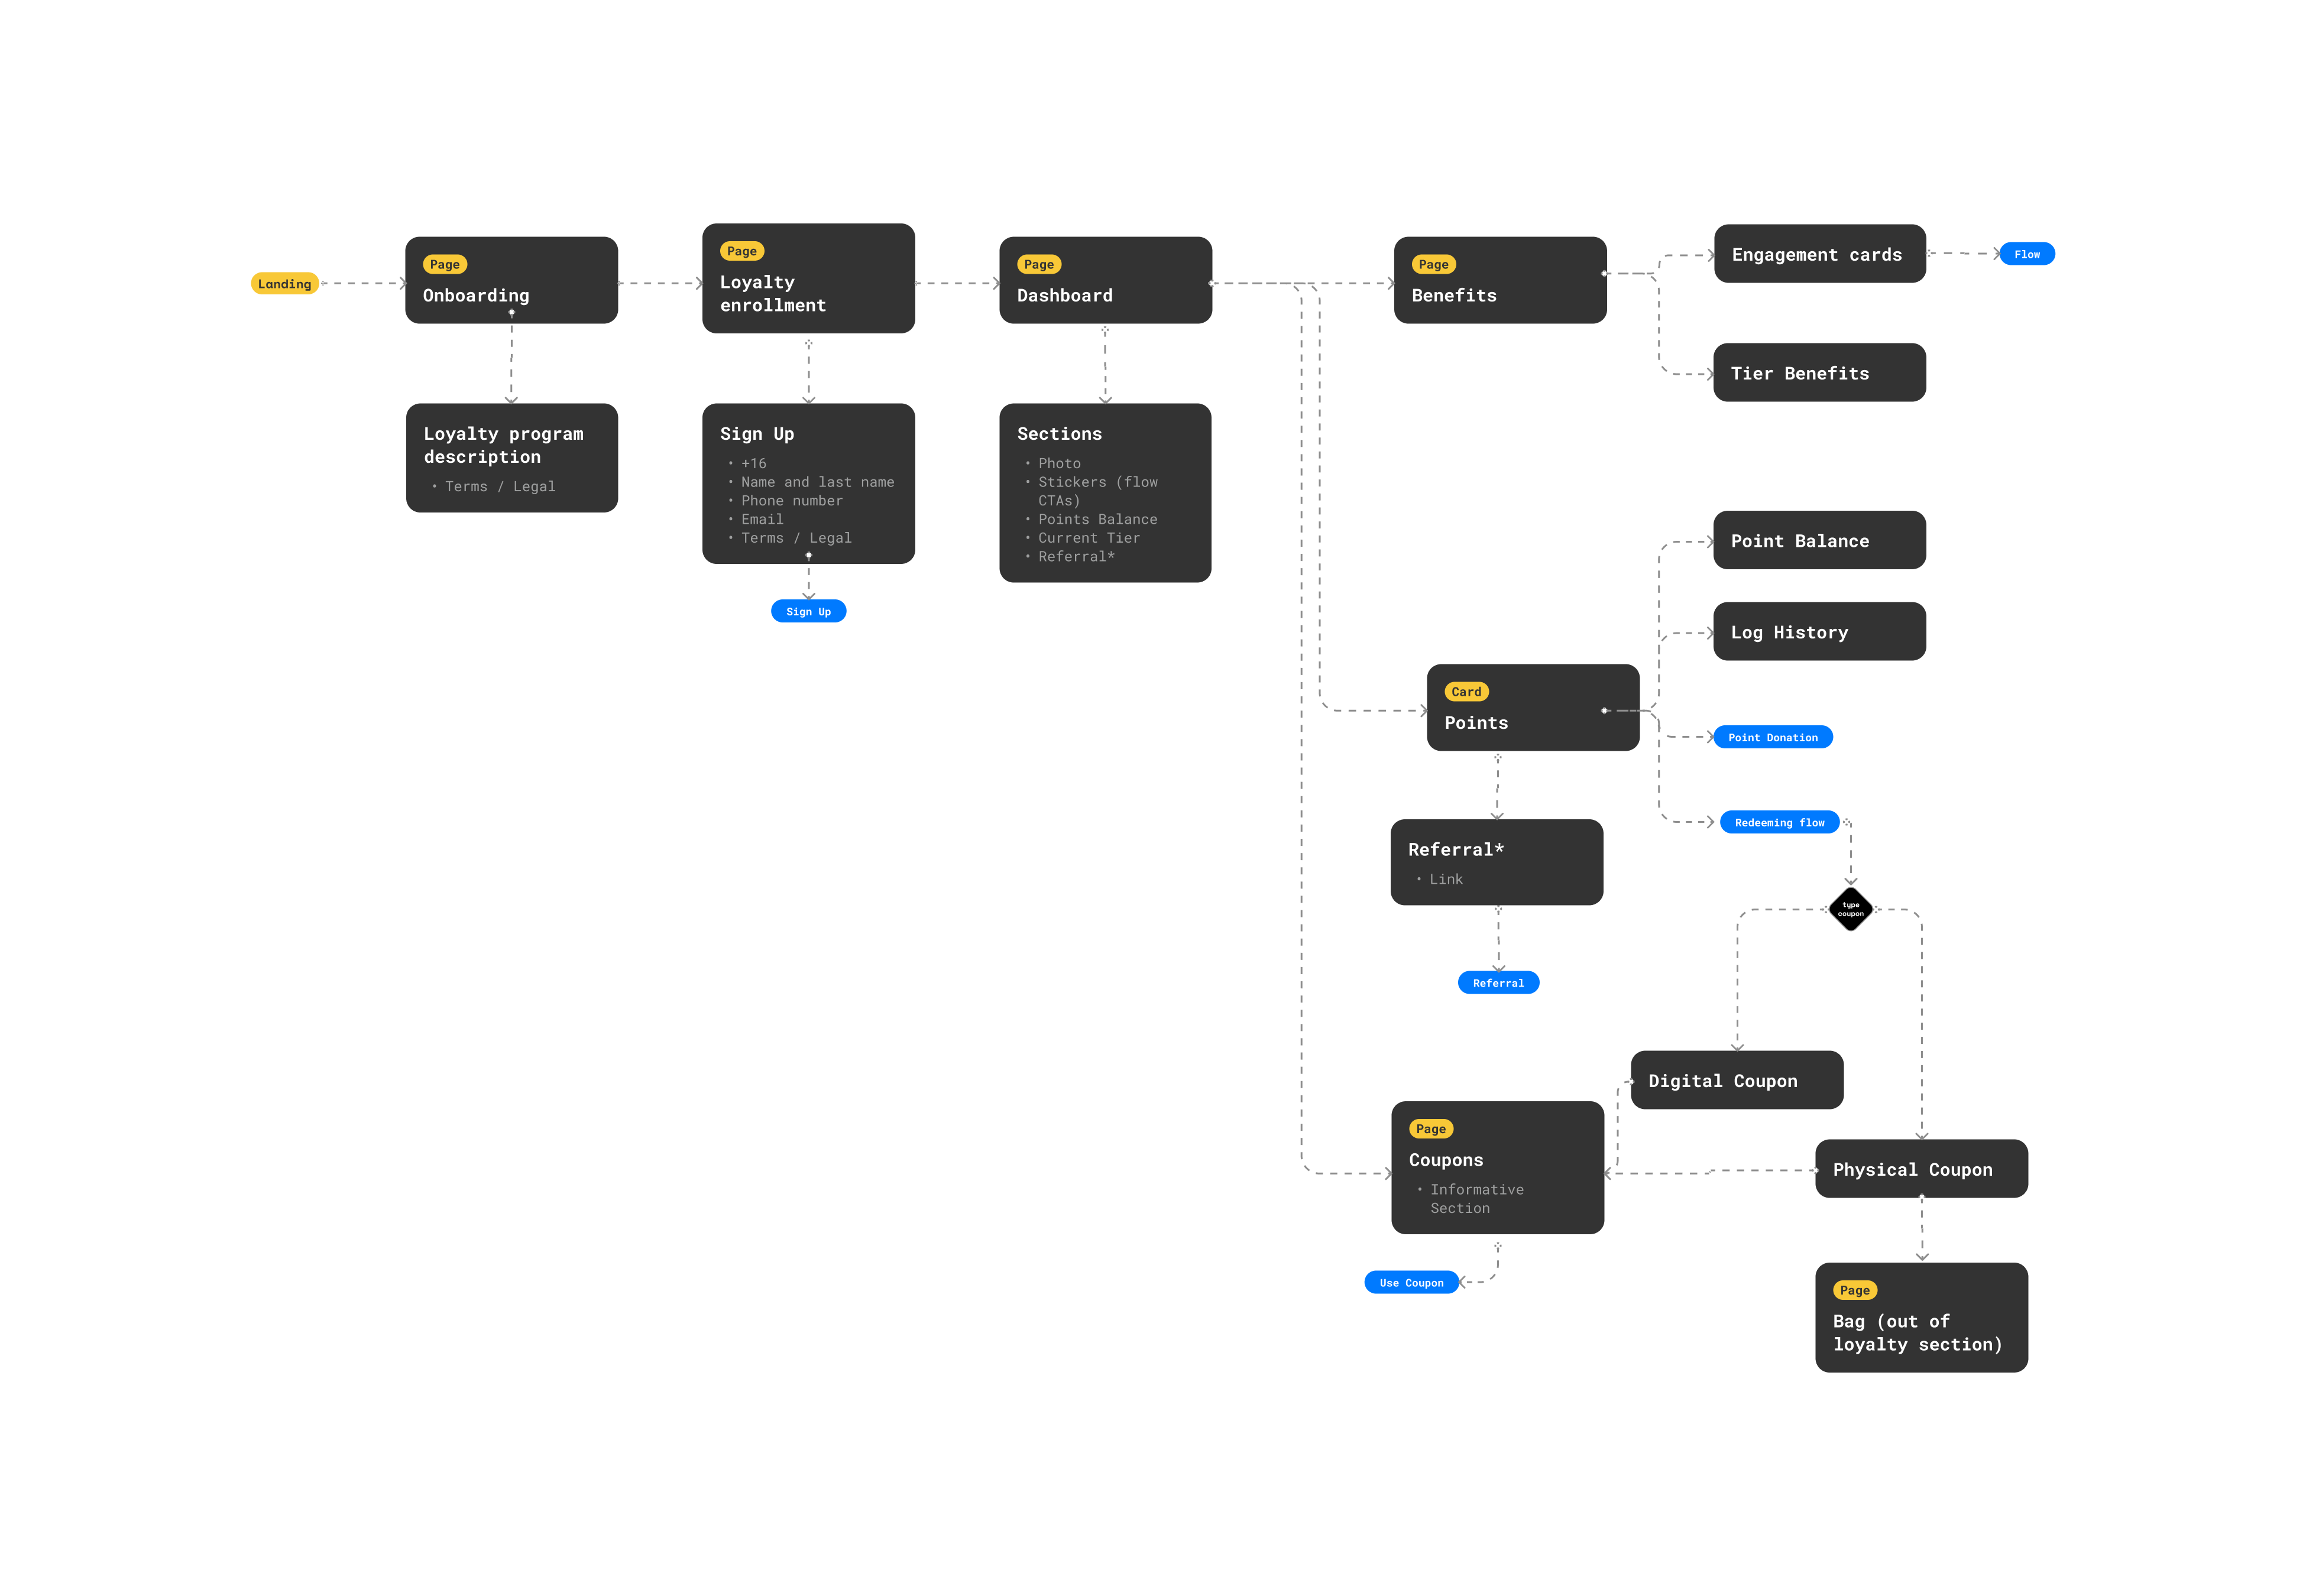 Landing
Page
Onboarding
Loyalty program
description
• Terms / Legal
Page
Loyalty
enrollment
Sign Up
• +16
• Name and last name
• Phone number
• Email
• Terms / Legal
Sign Up
Page
Dashboard
Sections
• Photo
• Stickers (flow
CTAs)
• Points Balance
• Current Tier
• Referral*
Page
Benefits
Engagement cards
Flow
Tier Benefits
Card
Points
Point Balance
Log History
Point Donation
Redeeming flow
Referral*
• Link
Referral
type
coupon
Digital Coupon
Physical Coupon
Page
Coupons
• Informative
Section
Use Coupon
Page
Bag (out of
loyalty section)